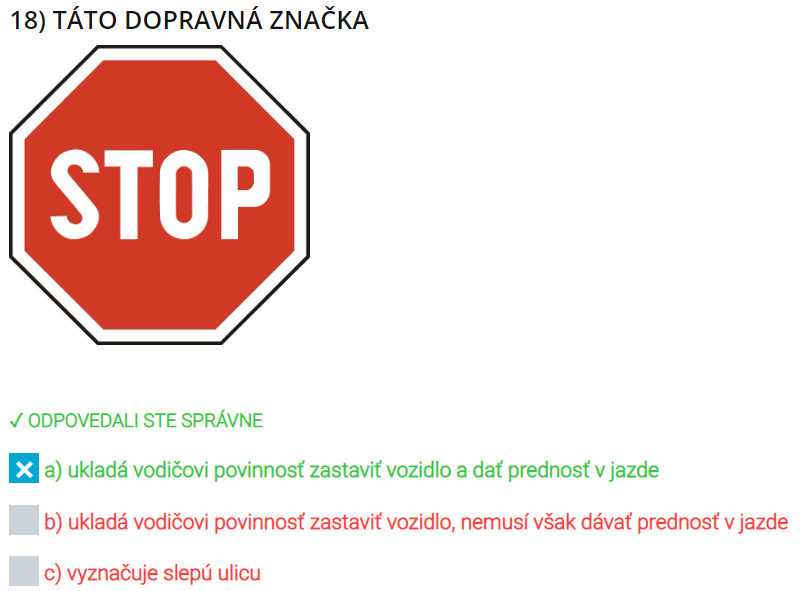 18) TÁTO DOPRAVNÁ ZNAČKA
STOP
✓ ODPOVEDALI STE SPRÁVNE
a) ukladá vodičovi povinnosť zastaviť vozidlo a dať prednosť v jazde
b) ukladá vodičovi povinnosť zastaviť vozidlo, nemusí však dávať prednosť v jazde
c) vyznačuje slepú ulicu